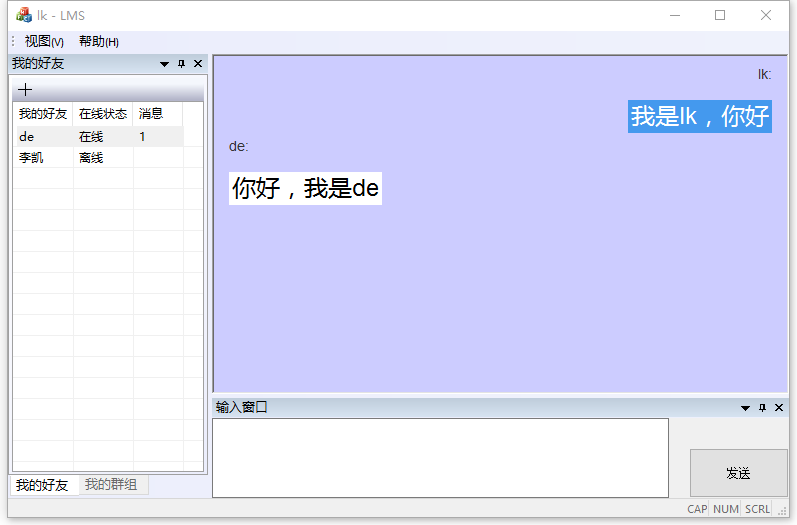 lk - LMS
视图(V) 帮助(H)
我的好友
我的好友 在线状态 消息
de 在线 1
李凯 离线
我的好友 我的群组
lk:
我是lk，你好
de:
你好，我是de
输入窗口
发送
CAP NUM SCRL